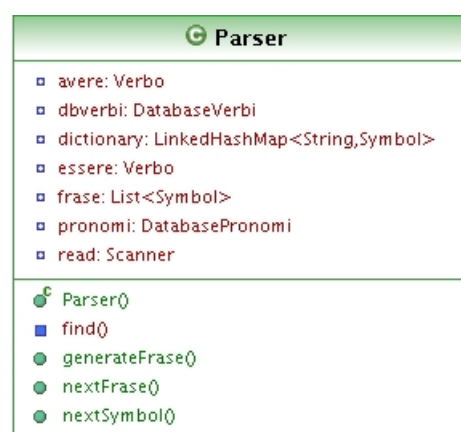 G Parser
avere: Verbo
dbverbi: DatabaseVerbi
dictionary: LinkedHashMap<String,Symbol>
essere: Verbo
frase: List<Symbol>
pronomi: DatabasePronomi
read: Scanner
C Parser()
find()
generateFrase()
nextFrase()
nextSymbol()